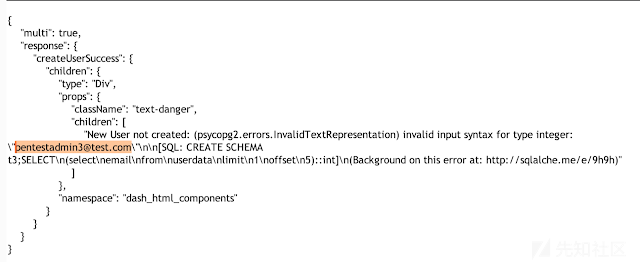 {
"multi": true,
"response": {
"createUserSuccess": {
"children": {
"type": "Div",
"props": {
"className": "text-danger",
"children": [
"New User not created: (psycopg2.errors.InvalidTextRepresentation) invalid input syntax for type integer:
\"pentestadmin3@test.com\"\n\n[SQL: CREATE SCHEMA
t3;SELECT\n(select\nemail\nfrom\nuserdata\nlimit\n1\noffset\n5)::int]\n(Background on this error at: http://sqlalche.me/e/9h9h)"
]
},
"namespace": "dash_html_components"
}
}
}
}
先知社区